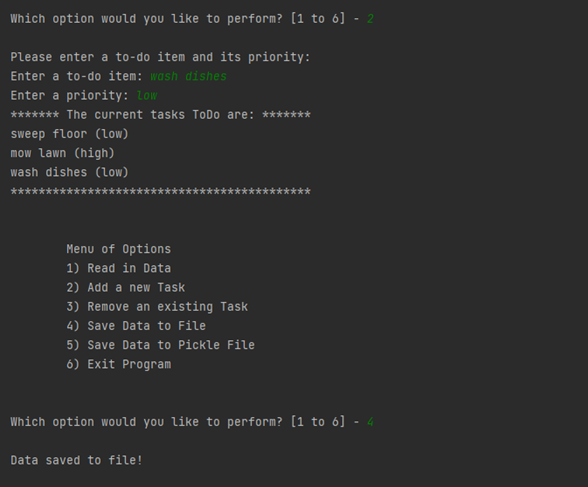 Which option would you like to perform? [1 to 6] - 2
Please enter a to-do item and its priority:
Enter a to-do item: wash dishes
Enter a priority: low
******* The current tasks ToDo are: *******
sweep floor (low)
mow lawn (high)
wash dishes (low)
*******************************************
Menu of Options
1) Read in Data
2) Add a new Task
3) Remove an existing Task
4) Save Data to File
5) Save Data to Pickle File
6) Exit Program
Which option would you like to perform? [1 to 6] - 4
Data saved to file!